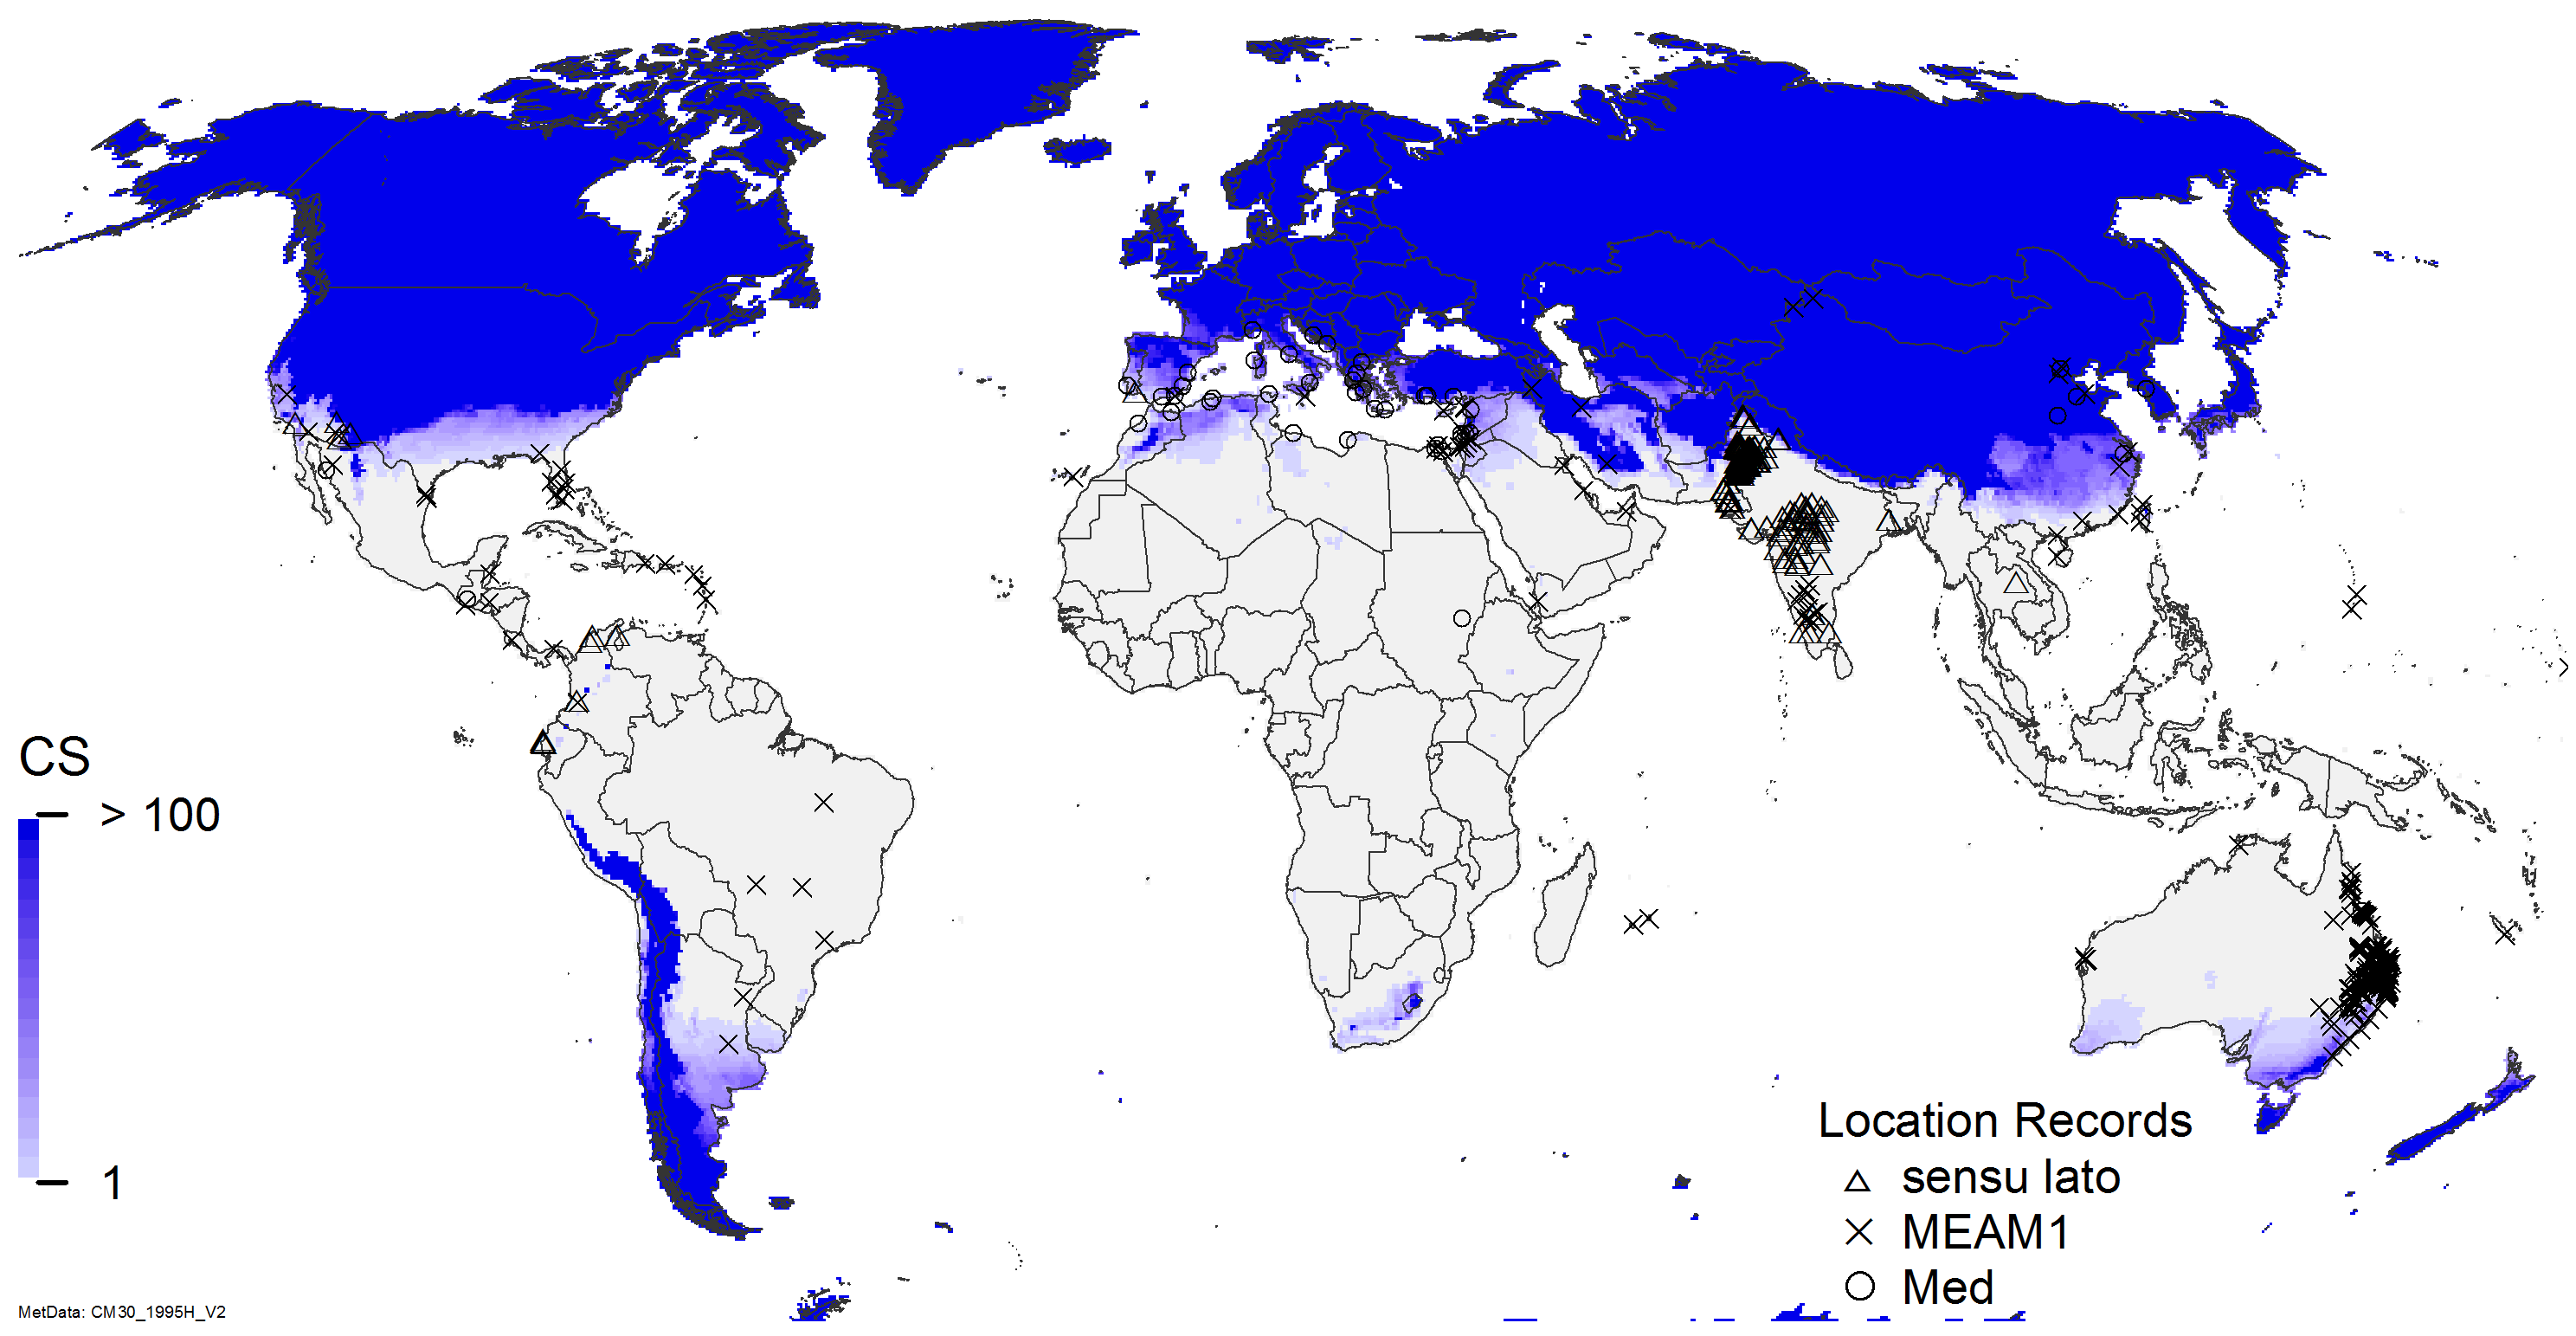 CS
> 100
1
Location Records
sensu lato
MEAM1
Med
MetData: CM30_1995H_V2